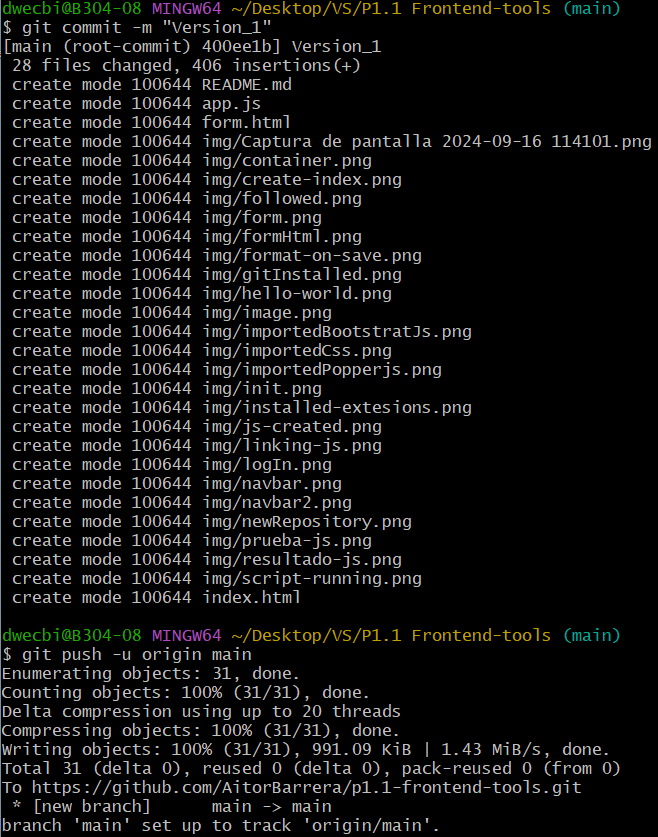 dwecbi@B304-08 MINGW64 ~/Desktop/VS/P1.1 Frontend-tools (main)
$ git commit -m "Version_1"
[main (root-commit) 400ee1b] Version_1
 28 files changed, 406 insertions(+)
 create mode 100644 README.md
 create mode 100644 app.js
 create mode 100644 form.html
 create mode 100644 img/Captura de pantalla 2024-09-16 114101.png
 create mode 100644 img/container.png
 create mode 100644 img/create-index.png
 create mode 100644 img/followed.png
 create mode 100644 img/form.png
 create mode 100644 img/formHtml.png
 create mode 100644 img/format-on-save.png
 create mode 100644 img/gitInstalled.png
 create mode 100644 img/hello-world.png
 create mode 100644 img/image.png
 create mode 100644 img/importedBootstratJs.png
 create mode 100644 img/importedCss.png
 create mode 100644 img/importedPopperjs.png
 create mode 100644 img/init.png
 create mode 100644 img/installed-extesions.png
 create mode 100644 img/js-created.png
 create mode 100644 img/linking-js.png
 create mode 100644 img/logIn.png
 create mode 100644 img/navbar.png
 create mode 100644 img/navbar2.png
 create mode 100644 img/newRepository.png
 create mode 100644 img/prueba-js.png
 create mode 100644 img/resultado-js.png
 create mode 100644 img/script-running.png
 create mode 100644 index.html
dwecbi@B304-08 MINGW64 ~/Desktop/VS/P1.1 Frontend-tools (main)
$ git push -u origin main
Enumerating objects: 31, done.
Counting objects: 100% (31/31), done.
Delta compression using up to 20 threads
Compressing objects: 100% (31/31), done.
Writing objects: 100% (31/31), 991.09 KiB | 1.43 MiB/s, done.
Total 31 (delta 0), reused 0 (delta 0), pack-reused 0 (from 0)
To https://github.com/AitorBarrera/p1.1-frontend-tools.git
 * [new branch]      main -> main
branch 'main' set up to track 'origin/main'.